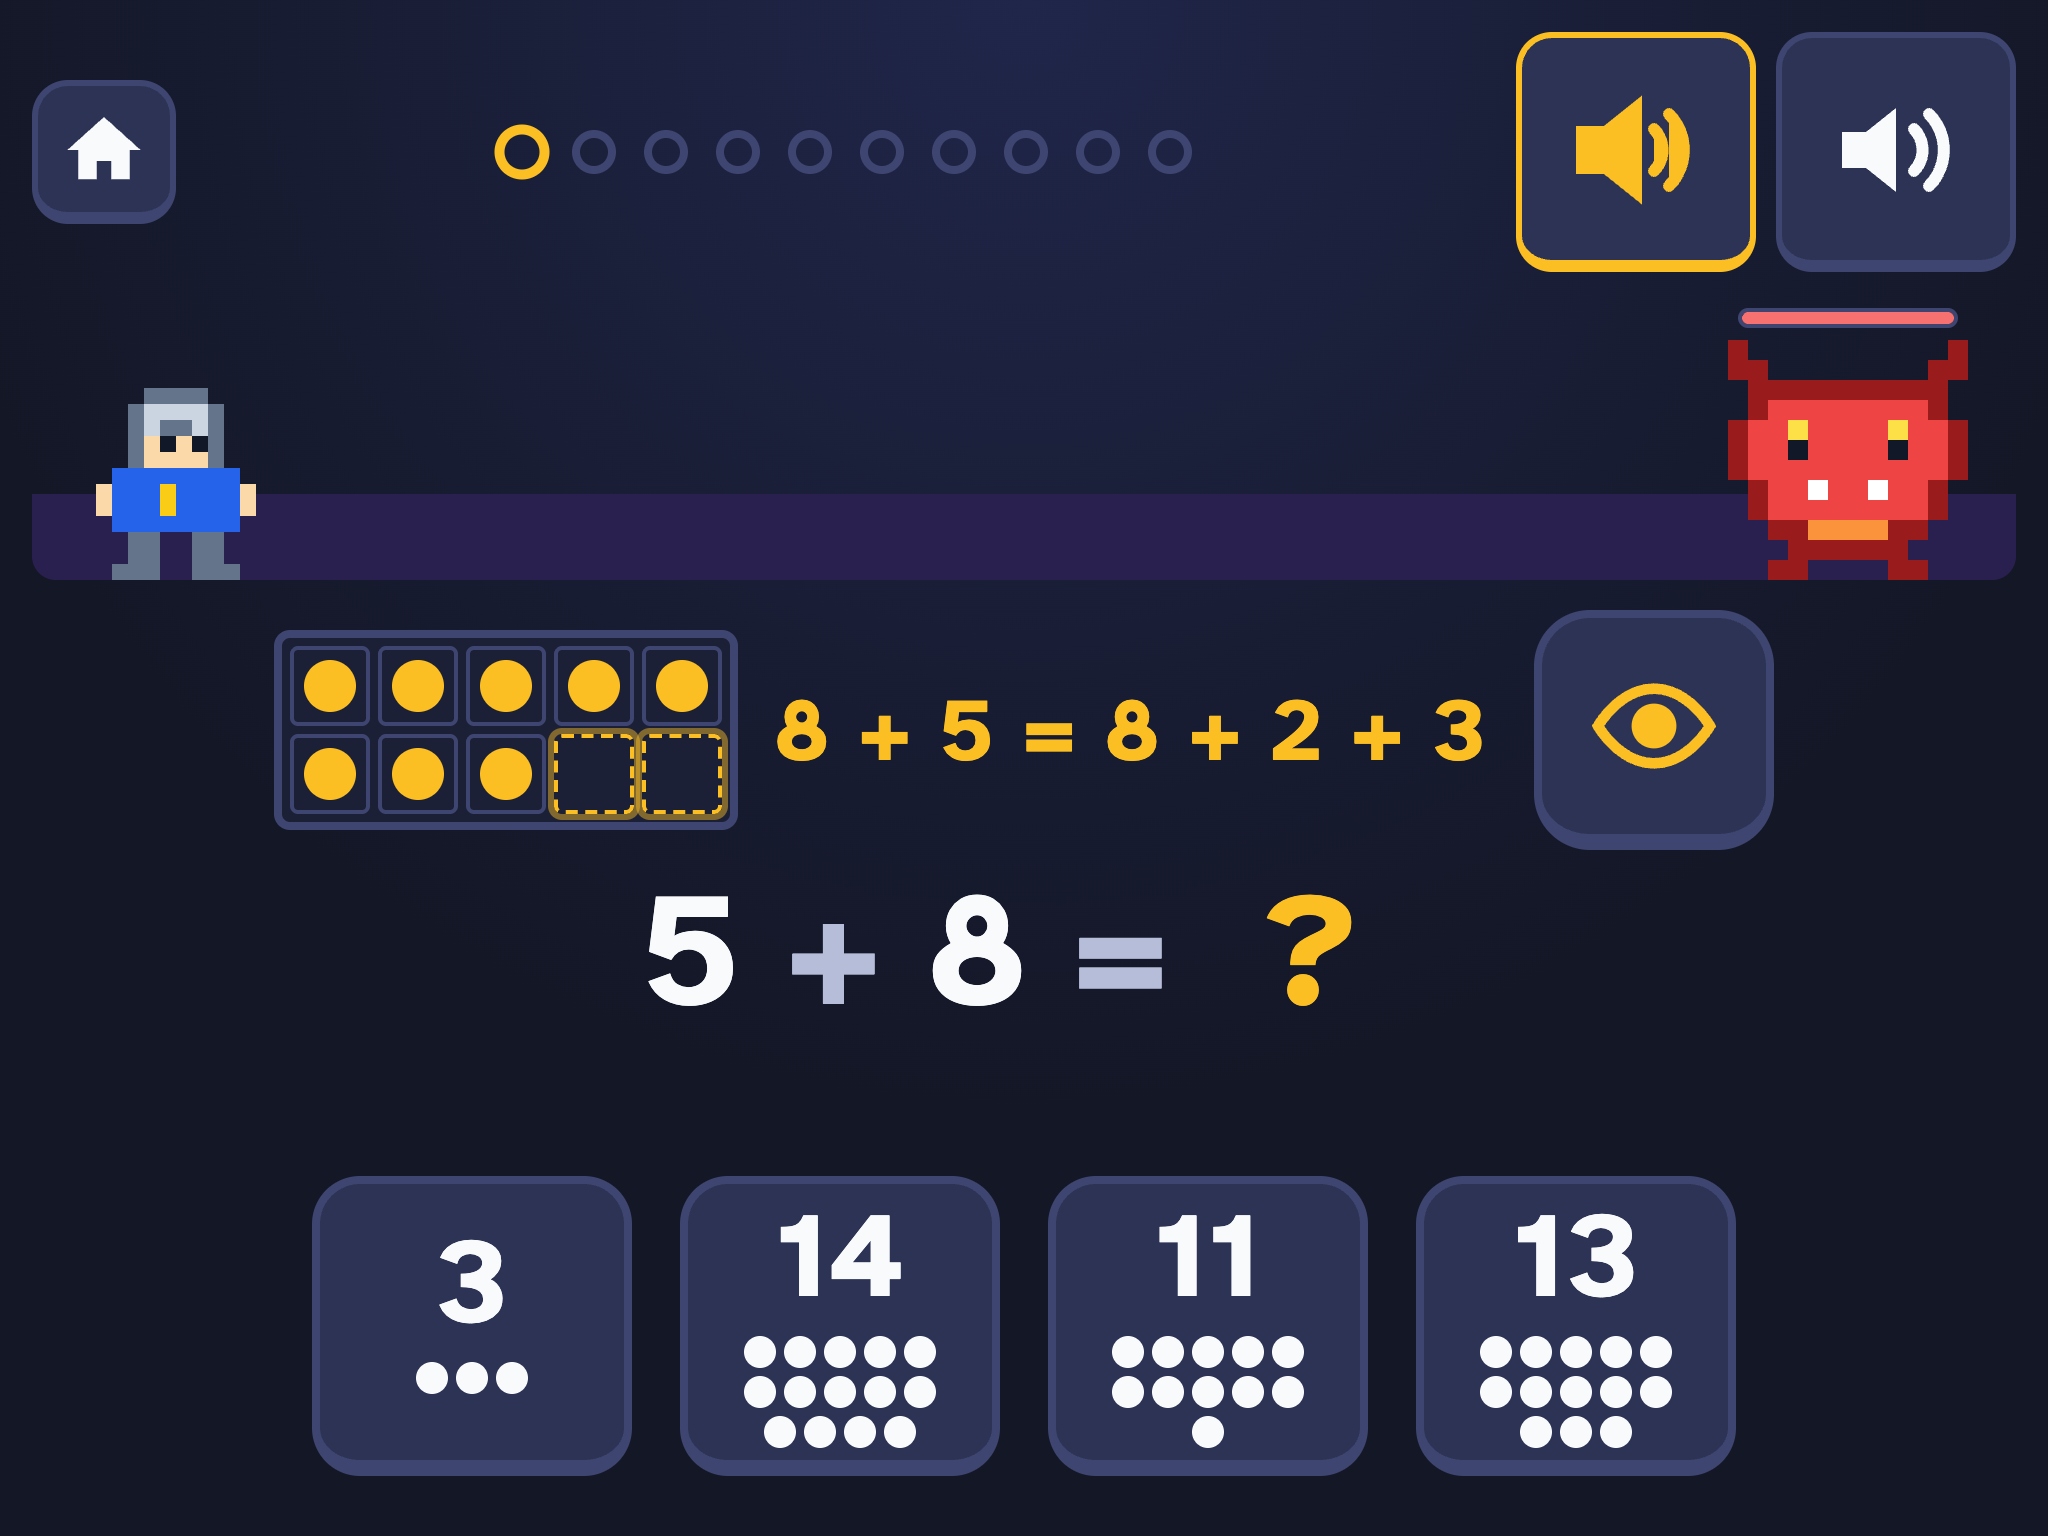 8 + 5 = 8 + 2 + 3
5 + 8 = ?
3
14
11
13